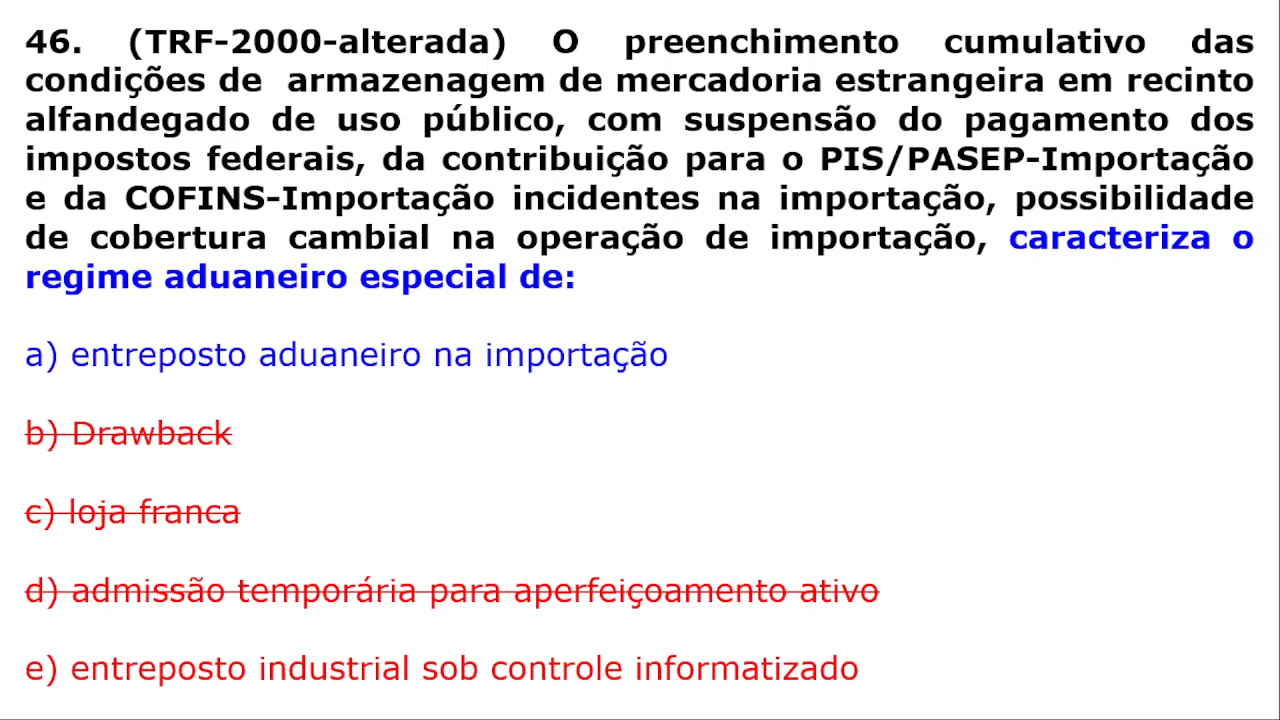 46. (TRF-2000-alterada) O preenchimento cumulativo das
condições de armazenagem de mercadoria estrangeira em recinto
alfandegado de uso público, com suspensão do pagamento dos
impostos federais, da contribuição para o PIS/PASEP-Importação
e da COFINS-Importação incidentes na importação, possibilidade
de cobertura cambial na operação de importação, caracteriza o
regime aduaneiro especial de:
a) entreposto aduaneiro na importação
b) Drawback
c) loja franca
d) admissão temporária para aperfeiçoamento ativo
e) entreposto industrial sob controle informatizado